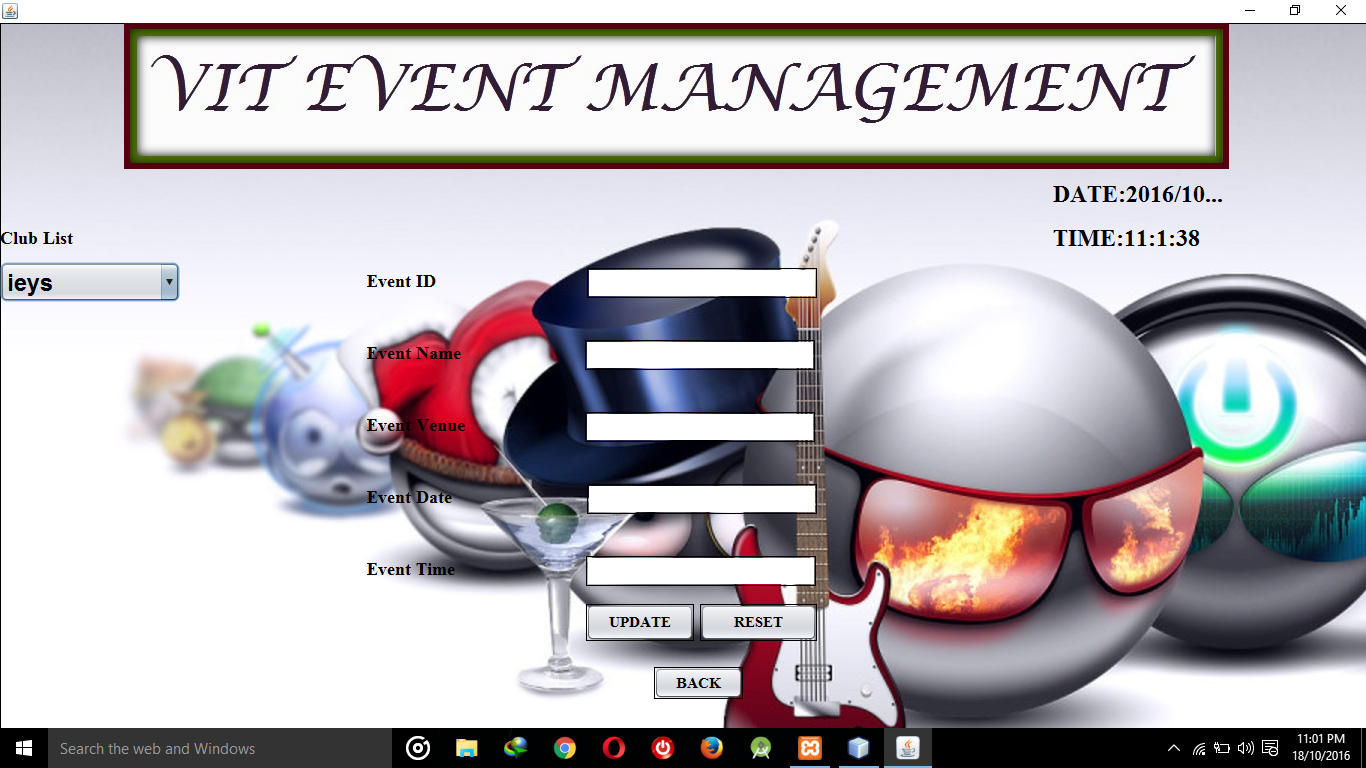 VIT EVENT MANAGEMENT
DATE:2016/10...
TIME:11:1:38
Club List
ieys
Event ID
Event Name
Event Venue
Event Date
Event Time
UPDATE RESET
BACK
Search the web and Windows
11:01 PM
18/10/2016